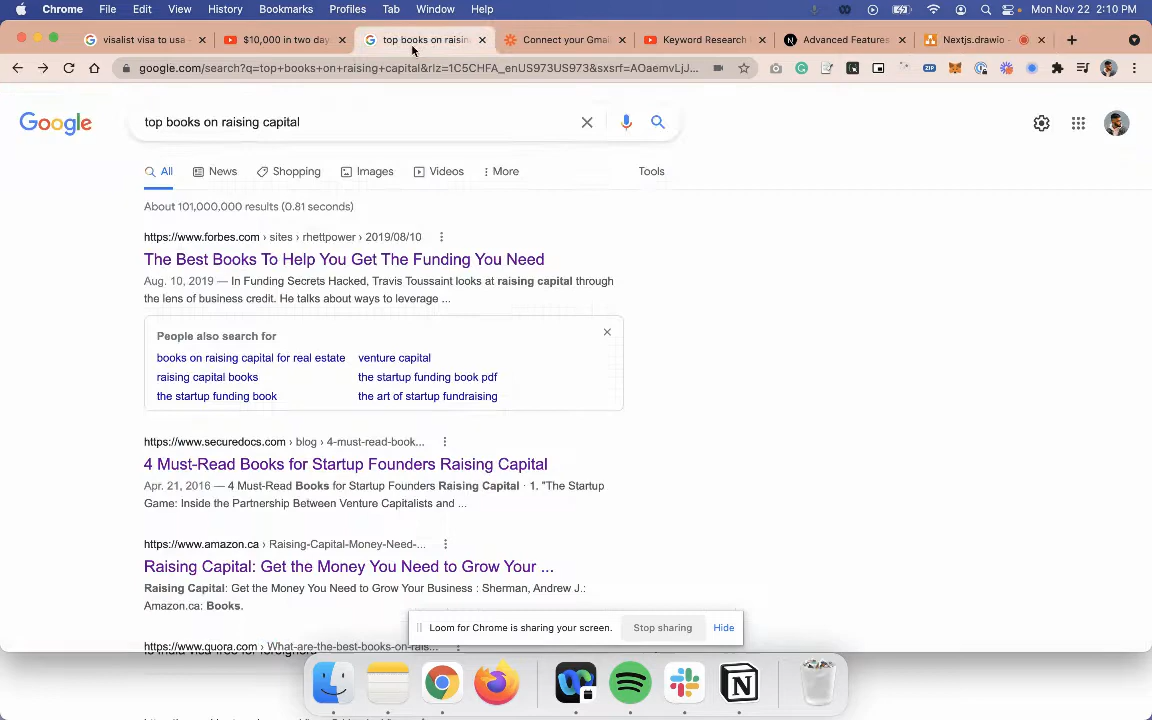 Chrome File Edit View History Bookmarks Profiles Tab Window Help Mon Nov 22 2:10 PM
visalist visa to usa - $10,000 in two day top books on raisin Connect your Gmai Keyword Research Advanced Features Nextjs.drawio
google.com/search?q=top+books+on+raising+capital&rlz=1C5CHFA_enUS973US973&sxsrf=AOaemvLjJ... ZIP
Google top books on raising capital
All News Shopping Images Videos More Tools
About 101,000,000 results (0.81 seconds)
https://www.forbes.com › sites › rhettpower › 2019/08/10
The Best Books To Help You Get The Funding You Need
Aug. 10, 2019 — In Funding Secrets Hacked, Travis Toussaint looks at raising capital through
the lens of business credit. He talks about ways to leverage ...
People also search for
books on raising capital for real estate venture capital
raising capital books the startup funding book pdf
the startup funding book the art of startup fundraising
https://www.securedocs.com › blog › 4-must-read-book...
4 Must-Read Books for Startup Founders Raising Capital
Apr. 21, 2016 — 4 Must-Read Books for Startup Founders Raising Capital · 1. "The Startup
Game: Inside the Partnership Between Venture Capitalists and ...
https://www.amazon.ca › Raising-Capital-Money-Need-...
Raising Capital: Get the Money You Need to Grow Your ...
Raising Capital: Get the Money You Need to Grow Your Business : Sherman, Andrew J.:
Amazon.ca: Books.
Loom for Chrome is sharing your screen. Stop sharing Hide
https://www.quora.com › What-are-the-best-books-on-rais...